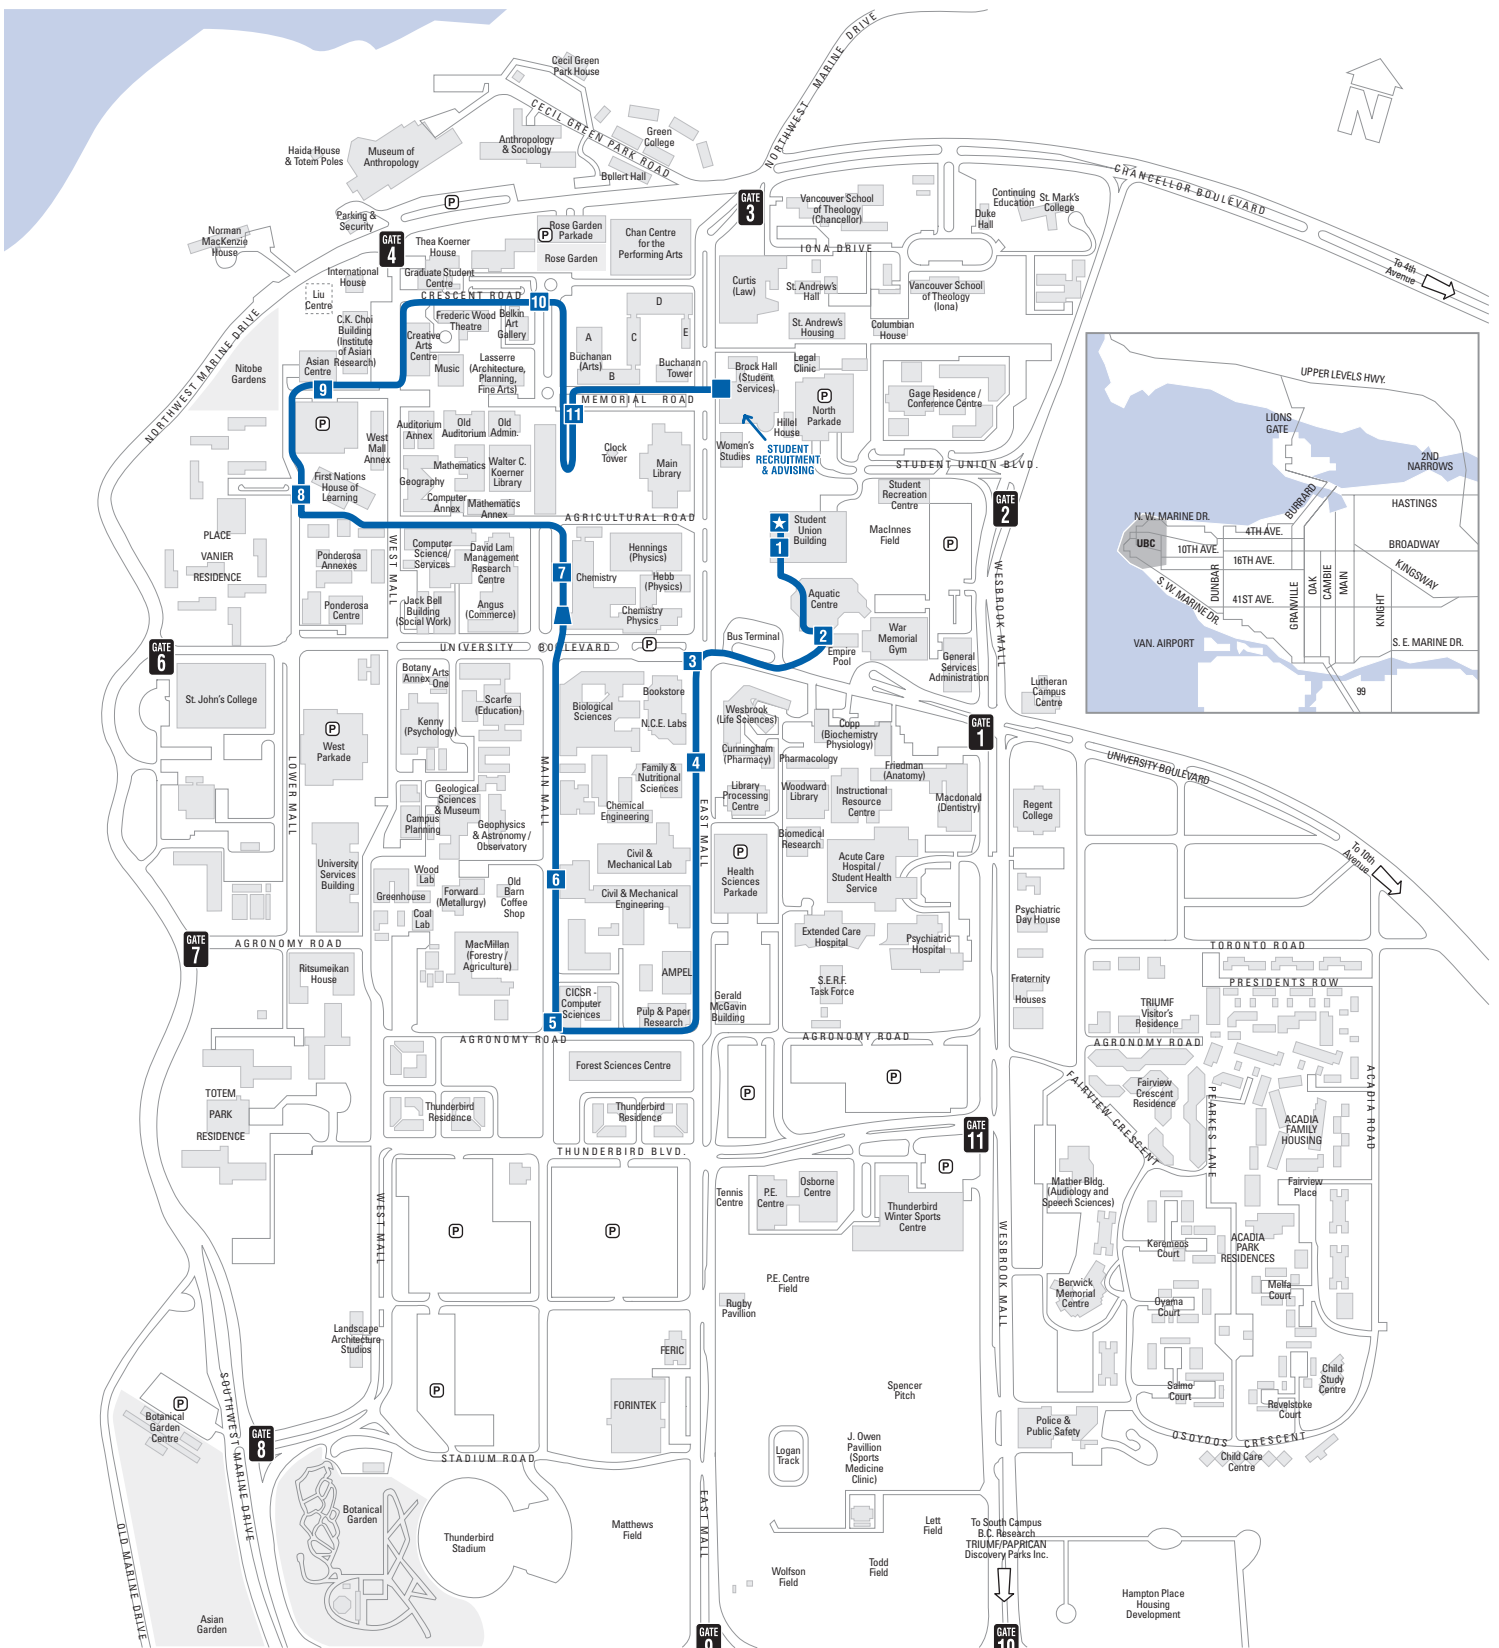 Cecil Green
Park House
NORTHWEST MARINE DRIVE
CECIL GREEN PARK ROAD
Green
College
Anthropology
& Sociology
Haida House
& Totem Poles
Museum of
Anthropology
Bollert Hall
N
CHANCELLOR BOULEVARD
To 4th
Avenue
P
GATE
3
Vancouver School
of Theology
(Chancellor)
Continuing
Education
St. Mark's
College
Duke
Hall
Parking &
Security
Norman
MacKenzie
House
GATE
4
Thea Koerner
House
P
Rose Garden
Parkade
Rose Garden
Chan Centre
for the
Performing Arts
IONA DRIVE
International
House
Graduate Student
Centre
Liu
Centre
CRESCENT ROAD
10
Curtis
(Law)
St. Andrew's
Hall
Vancouver School
of Theology
(Iona)
C.K. Choi
Building
(Institute
of Asian
Research)
Frederic Wood
Theatre
Belkin
Art
Gallery
D
A
C
E
B
Buchanan
(Arts)
Buchanan
Tower
St. Andrew's
Housing
Columbian
House
Creative
Arts
Centre
Music
Lasserre
(Architecture,
Planning,
Fine Arts)
Asian
Centre
Nitobe
Gardens
9
NORTHWEST MARINE DRIVE
Brock Hall
(Student
Services)
Legal
Clinic
P
North
Parkade
Gage Residence /
Conference Centre
MEMORIAL ROAD
11
Hillel
House
P
West
Mall
Annex
Auditorium
Annex
Old
Auditorium
Old
Admin.
Clock
Tower
Main
Library
Women's
Studies
STUDENT
RECRUITMENT
& ADVISING
STUDENT UNION BLVD.
Mathematics
Walter C.
Koerner
Library
Geography
First Nations
House of
Learning
8
Computer
Annex
Mathematics
Annex
AGRICULTURAL ROAD
Student
Recreation
Centre
GATE
2
Student
Union
Building
1
MacInnes
Field
P
PLACE
VANIER
RESIDENCE
Ponderosa
Annexes
WEST MALL
Computer
Science/
Services
David Lam
Management
Research
Centre
Hennings
(Physics)
7
Chemistry
Hebb
(Physics)
Chemistry
Physics
Ponderosa
Centre
Jack Bell
Building
(Social Work)
Angus
(Commerce)
Aquatic
Centre
WESBROOK MALL
2
War
Memorial
Gym
Bus Terminal
Empire
Pool
General
Services
Administration
GATE
6
UNIVERSITY BOULEVARD
P
3
St. John's College
Botany
Annex
Arts
One
Scarfe
(Education)
Kenny
(Psychology)
Biological
Sciences
Bookstore
N.C.E. Labs
Lutheran
Campus
Centre
Wesbrook
(Life Sciences)
Copp
(Biochemistry
Physiology)
GATE
1
P
West
Parkade
LOWER MALL
MAIN MALL
4
Cunningham
(Pharmacy)
Pharmacology
Friedman
(Anatomy)
UNIVERSITY BOULEVARD
Family &
Nutritional
Sciences
Chemical
Engineering
Library
Processing
Centre
Woodward
Library
Instructional
Resource
Centre
Macdonald
(Dentistry)
Regent
College
Geological
Sciences
& Museum
Campus
Planning
Geophysics
& Astronomy /
Observatory
EAST MALL
Biomedical
Research
To 10th
Avenue
University
Services
Building
Civil &
Mechanical Lab
P
Health
Sciences
Parkade
Acute Care
Hospital /
Student Health
Service
Wood
Lab
6
Greenhouse
Forward
(Metallurgy)
Old
Barn
Coffee
Shop
Civil & Mechanical
Engineering
Coal
Lab
Psychiatric
Day House
Extended Care
Hospital
Psychiatric
Hospital
GATE
7
AGRONOMY ROAD
TORONTO ROAD
MacMillan
(Forestry /
Agriculture)
Ritsumeikan
House
AMPEL
Fraternity
Houses
PRESIDENTS ROW
S.E.R.F.
Task Force
CICSR -
Computer
Sciences
Pulp & Paper
Research
Gerald
McGavin
Building
TRIUMF
Visitor's
Residence
5
AGRONOMY ROAD
AGRONOMY ROAD
AGRONOMY ROAD
Forest Sciences Centre
P
P
FAIRVIEW CRESCENT
Fairview
Crescent
Residence
PEARKES LANE
ACADIA ROAD
TOTEM
PARK
RESIDENCE
Thunderbird
Residence
Thunderbird
Residence
ACADIA
FAMILY
HOUSING
GATE
11
THUNDERBIRD BLVD.
P
Tennis
Centre
P.E.
Centre
Osborne
Centre
Mather Bldg.
(Audiology and
Speech Sciences)
Fairview
Place
WEST MALL
P
P
Thunderbird
Winter Sports
Centre
WESBROOK MALL
Keremeos
Court
ACADIA
PARK
RESIDENCES
P.E. Centre
Field
Rugby
Pavilion
Berwick
Memorial
Centre
Oyama
Court
Melfa
Court
Landscape
Architecture
Studios
FERIC
Child
Study
Centre
SOUTHWEST MARINE DRIVE
P
Botanical
Garden
Centre
P
FORINTEK
Spencer
Pitch
Salmo
Court
Revelstoke
Court
GATE
8
Police &
Public Safety
OSOYOOS CRESCENT
Child Care
Centre
STADIUM ROAD
Logan
Track
J. Owen
Pavillion
(Sports
Medicine
Clinic)
Botanical
Garden
Thunderbird
Stadium
Matthews
Field
EAST MALL
Lett
Field
To South Campus
B.C. Research
TRIUMF/PAPRICAN
Discovery Parks Inc.
Wolfson
Field
Todd
Field
OLD MARINE DRIVE
Hampton Place
Housing
Development
Asian
Garden
GATE
9
GATE
10
UPPER LEVELS HWY.
LIONS
GATE
2ND
NARROWS
BURRARD
HASTINGS
N. W. MARINE DR.
4TH AVE.
UBC
10TH AVE.
BROADWAY
16TH AVE.
KINGSWAY
S. W. MARINE DR.
DUNBAR
41ST AVE.
GRANVILLE
OAK
CAMBIE
MAIN
KNIGHT
VAN. AIRPORT
S. E. MARINE DR.
99